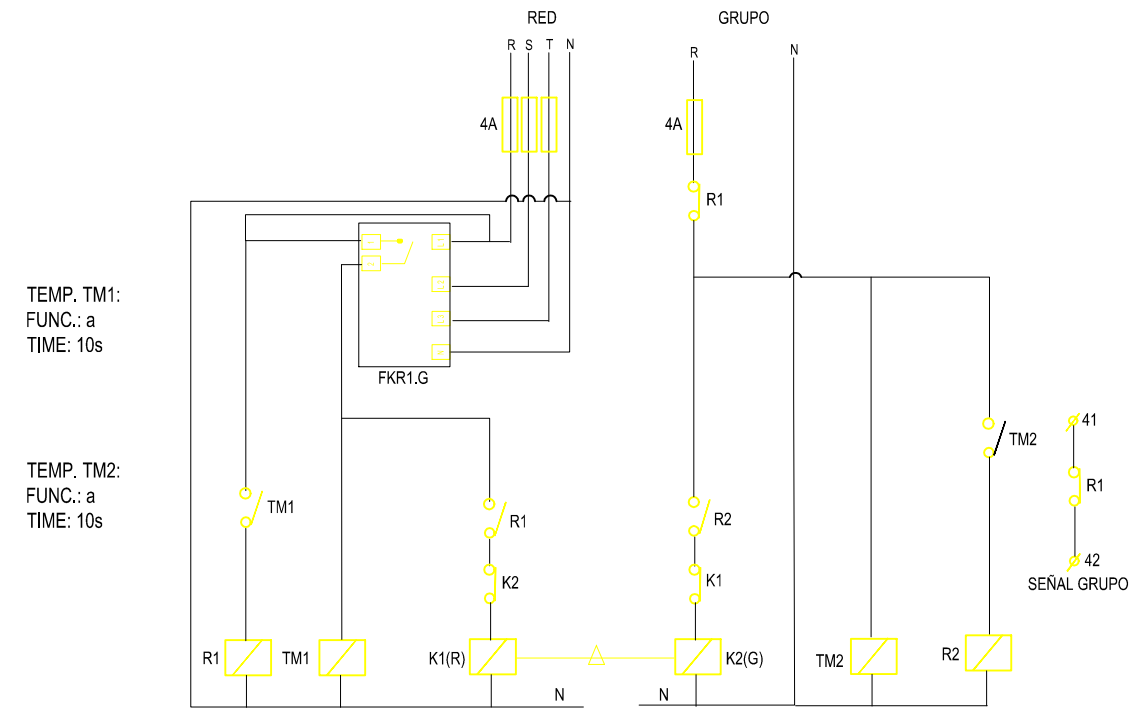 RED
GRUPO
R S T N
R
N
4A
4A
R1
TEMP. TM1:
FUNC.: a
TIME: 10s
FKR1.G
TEMP. TM2:
FUNC.: a
TIME: 10s
TM2
41
TM1
R1
R2
R1
K2
K1
42
SEÑAL GRUPO
R1
TM1
K1(R)
K2(G)
TM2
R2
N
N